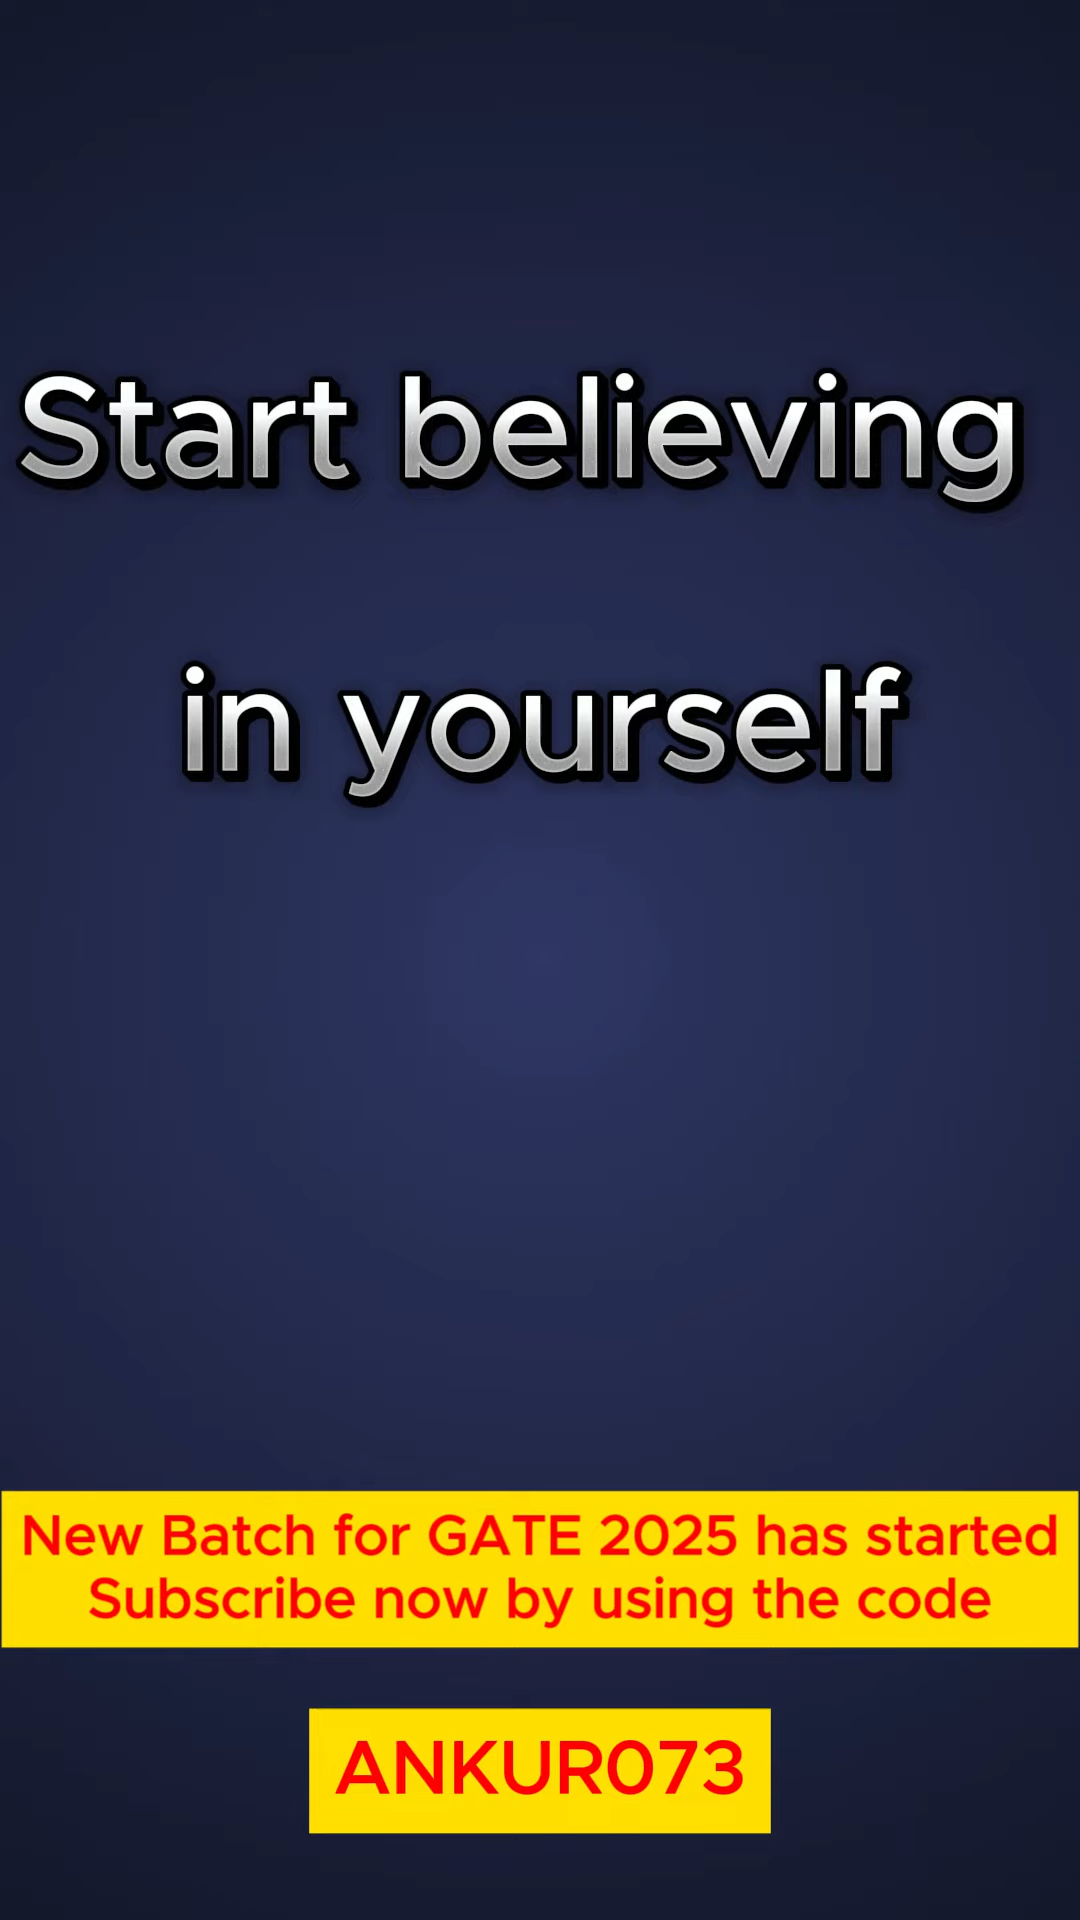 Start believing
in yourself
New Batch for GATE 2025 has started
Subscribe now by using the code
ANKUR073